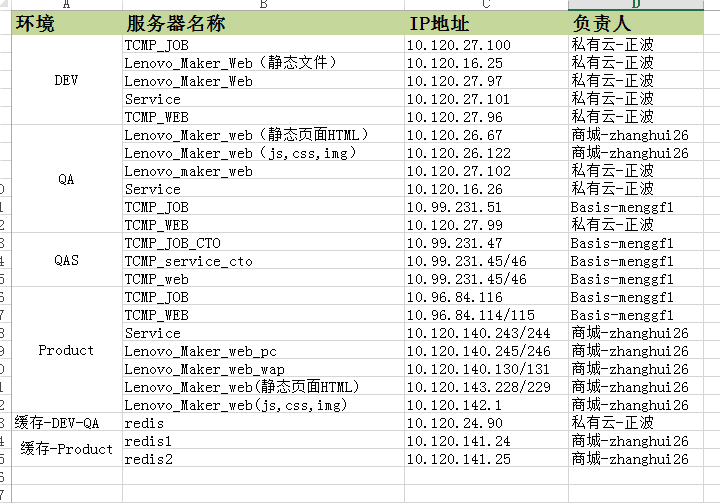 A B C D
环境 服务器名称 IP地址 负责人
TCMP_JOB 10.120.27.100 私有云-正波
Lenovo_Maker_Web（静态文件） 10.120.16.25 私有云-正波
DEV Lenovo_Maker_Web 10.120.27.97 私有云-正波
Service 10.120.27.101 私有云-正波
TCMP_WEB 10.120.27.96 私有云-正波
Lenovo_Maker_web（静态页面HTML） 10.120.26.67 商城-zhanghui26
Lenovo_Maker_web（js,css,img） 10.120.26.122 商城-zhanghui26
Lenovo_maker_web 10.120.27.102 私有云-正波
QA Service 10.120.16.26 私有云-正波
TCMP_JOB 10.99.231.51 Basis-menggf1
TCMP_WEB 10.120.27.99 私有云-正波
TCMP_JOB_CTO 10.99.231.47 Basis-menggf1
QAS TCMP_service_cto 10.99.231.45/46 Basis-menggf1
TCMP_web 10.99.231.45/46 Basis-menggf1
TCMP_JOB 10.96.84.116 Basis-menggf1
TCMP_WEB 10.96.84.114/115 Basis-menggf1
Service 10.120.140.243/244 商城-zhanghui26
Product Lenovo_Maker_web_pc 10.120.140.245/246 商城-zhanghui26
Lenovo_Maker_web_wap 10.120.140.130/131 商城-zhanghui26
Lenovo_Maker_web(静态页面HTML) 10.120.143.228/229 商城-zhanghui26
Lenovo_Maker_web(js,css,img) 10.120.142.1 商城-zhanghui26
缓存-DEV-QA redis 10.120.24.90 私有云-正波
缓存-Product redis1 10.120.141.24 商城-zhanghui26
redis2 10.120.141.25 商城-zhanghui26